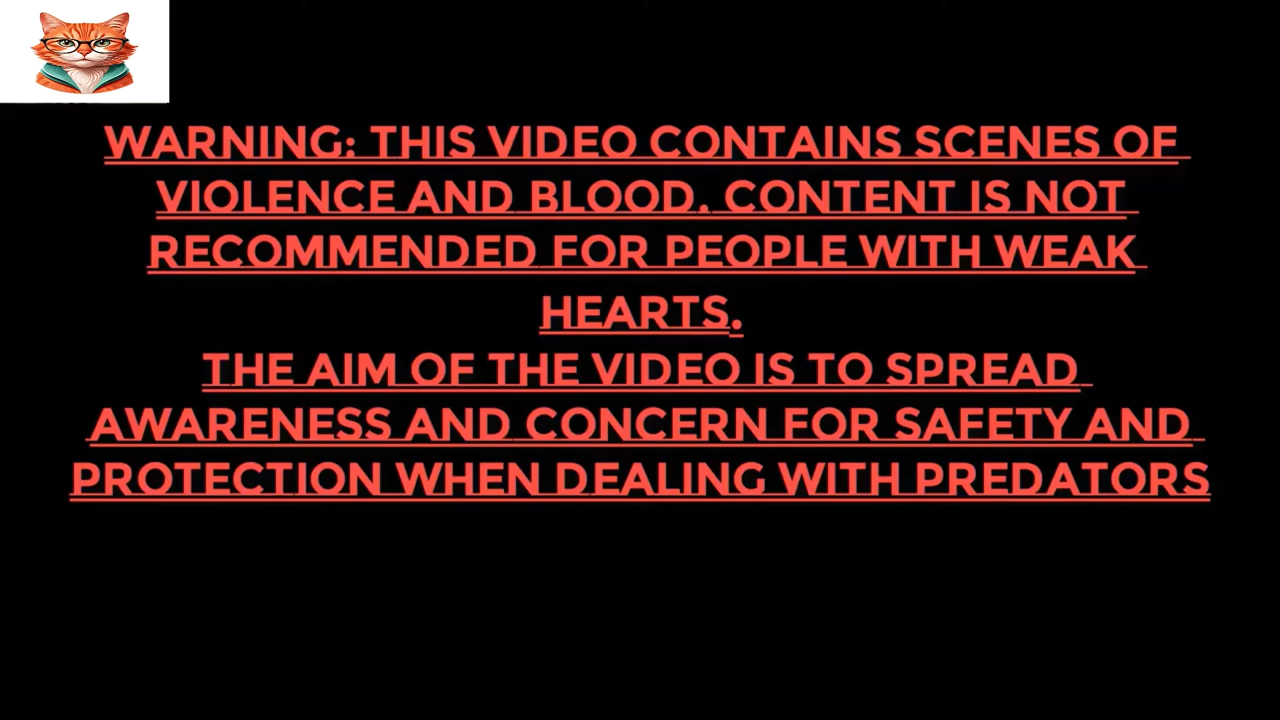 WARNING: THIS VIDEO CONTAINS SCENES OF
VIOLENCE AND BLOOD. CONTENT IS NOT
RECOMMENDED FOR PEOPLE WITH WEAK
HEARTS.
THE AIM OF THE VIDEO IS TO SPREAD
AWARENESS AND CONCERN FOR SAFETY AND
PROTECTION WHEN DEALING WITH PREDATORS